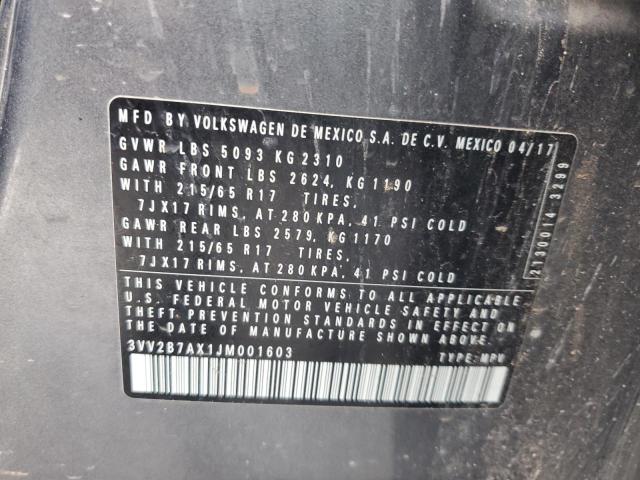 MFD BY VOLKSWAGEN DE MEXICO S.A. DE C.V. MEXICO 04/17
GVWR LBS 5093 KG 2310
GAWR FRONT LBS 2624, KG 1190
WITH 215/65 R17 TIRES,
7JX17 RIMS, AT 280 KPA, 41 PSI COLD
GAWR REAR LBS 2579, KG 1170
WITH 215/65 R17 TIRES,
7JX17 RIMS, AT 280 KPA, 41 PSI COLD
THIS VEHICLE CONFORMS TO ALL APPLICABLE
U.S. FEDERAL MOTOR VEHICLE SAFETY AND
THEFT PREVENTION STANDARDS IN EFFECT ON
THE DATE OF MANUFACTURE SHOWN ABOVE.
3VV2B7AX1JM001603 TYPE: MPV
2130014 3299